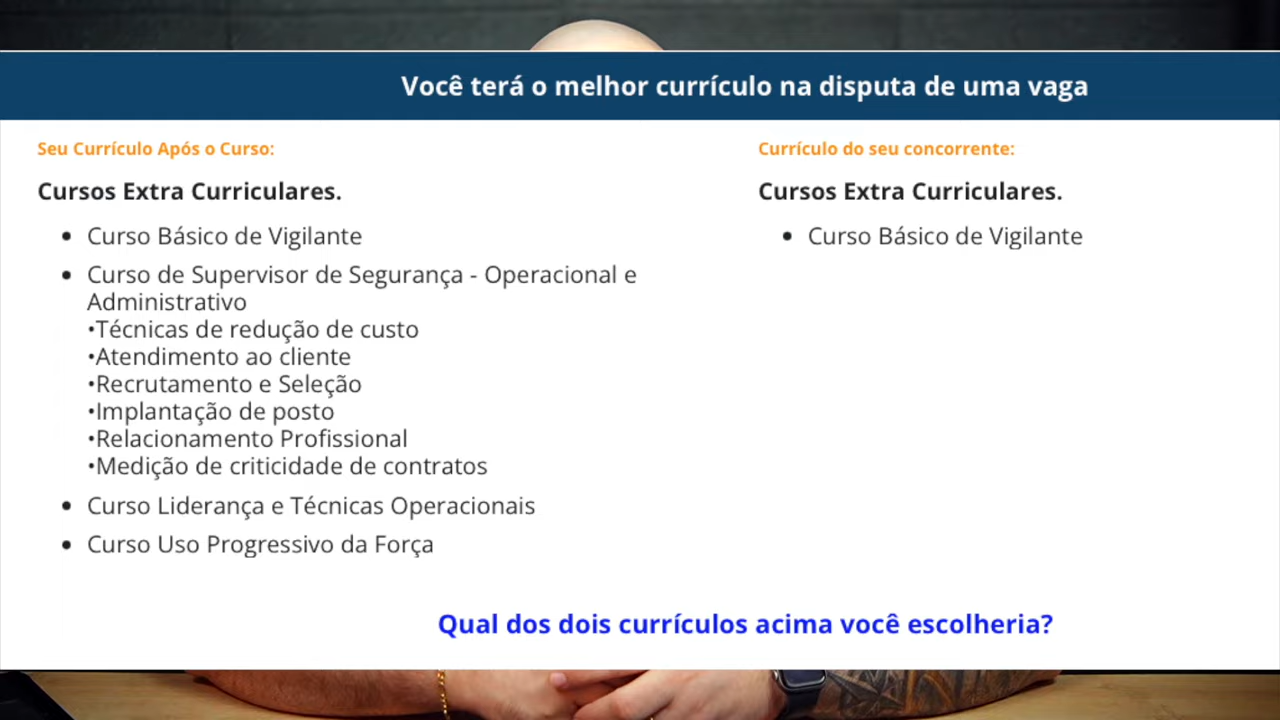 Você terá o melhor currículo na disputa de uma vaga
Seu Currículo Após o Curso:
Cursos Extra Curriculares.
• Curso Básico de Vigilante
• Curso de Supervisor de Segurança - Operacional e
Administrativo
•Técnicas de redução de custo
•Atendimento ao cliente
•Recrutamento e Seleção
•Implantação de posto
•Relacionamento Profissional
•Medição de criticidade de contratos
• Curso Liderança e Técnicas Operacionais
• Curso Uso Progressivo da Força
Currículo do seu concorrente:
Cursos Extra Curriculares.
• Curso Básico de Vigilante
Qual dos dois currículos acima você escolheria?